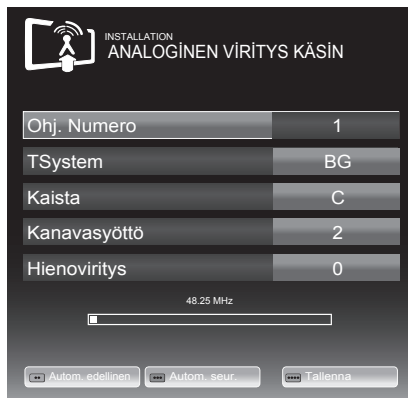 INSTALLATION
ANALOGİNEN VİRİTYS KÄSİN
Ohj. Numero 1
TSystem BG
Kaista C
Kanavasyöttö 2
Hienoviritys 0
48.25 MHz
Autom. edellinen Autom. seur. Tallenna